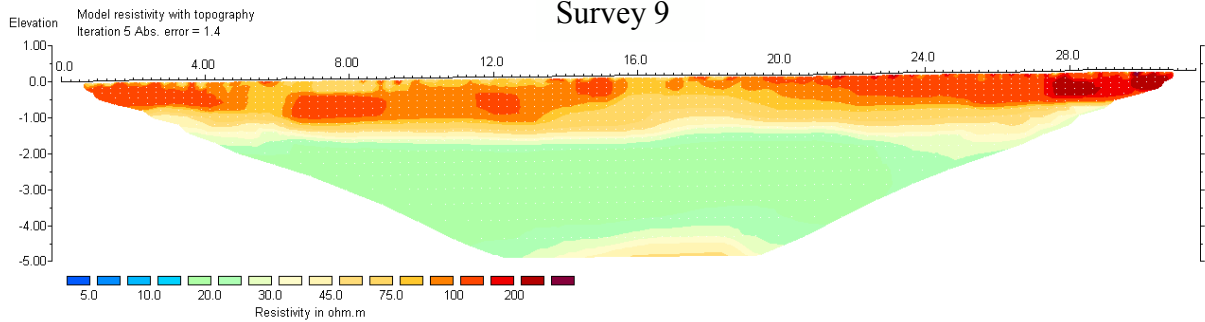 Survey 9
Model resistivity with topography
Elevation
Iteration 5 Abs. error = 1.4
1.00
0.0 4.00 8.00 12.0 16.0 20.0 24.0 28.0
0.0
-1.00
-2.00
-3.00
-4.00
-5.00
5.0 10.0 20.0 30.0 45.0 75.0 100 200
Resistivity in ohm.m